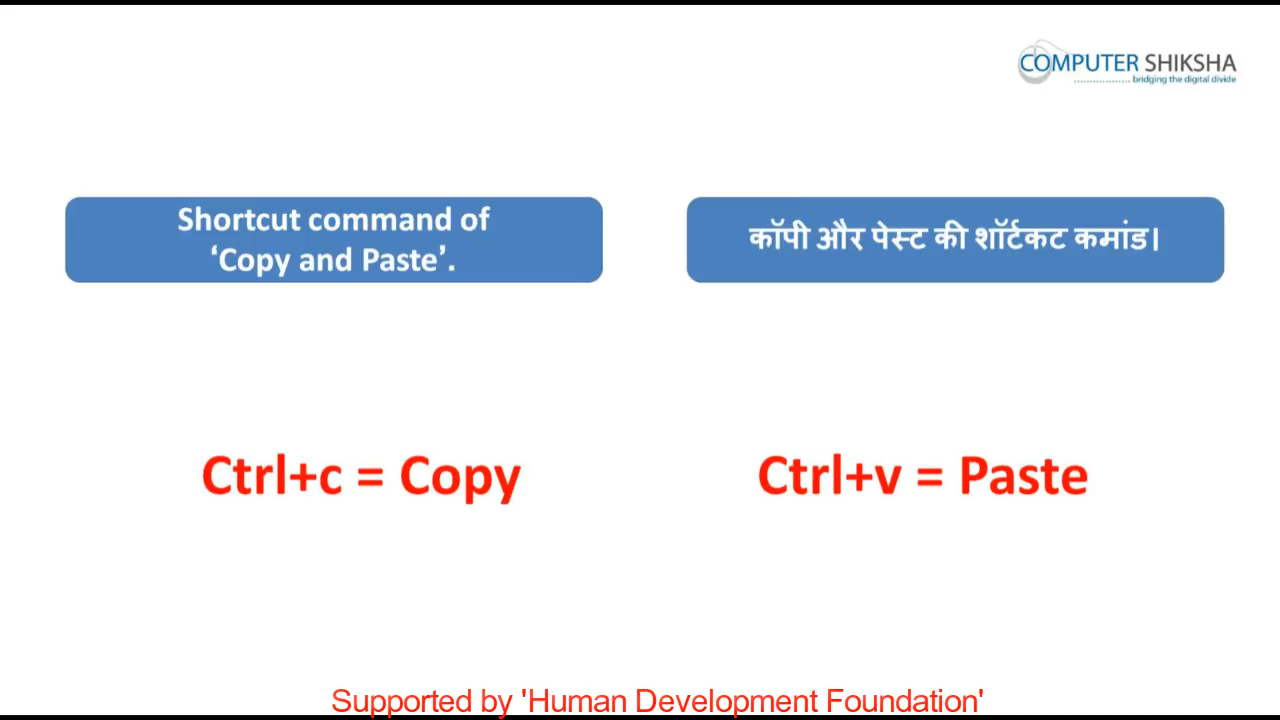 COMPUTER SHIKSHA
bridging the digital divide
Shortcut command of
‘Copy and Paste’.
कॉपी और पेस्ट की शॉर्टकट कमांड।
Ctrl+c = Copy
Ctrl+v = Paste
Supported by 'Human Development Foundation'